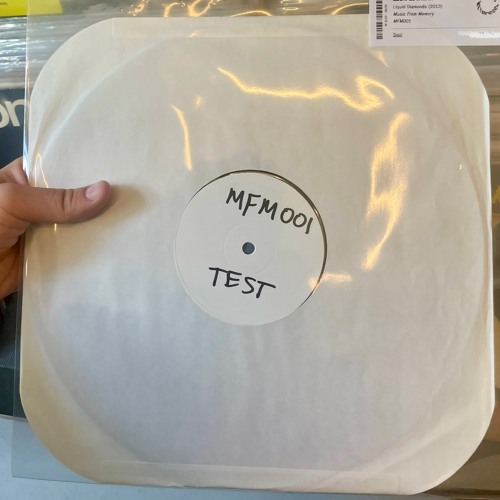 Liquid Diamonds (2013)
Music From Memory
MFM001
MFM001
TEST